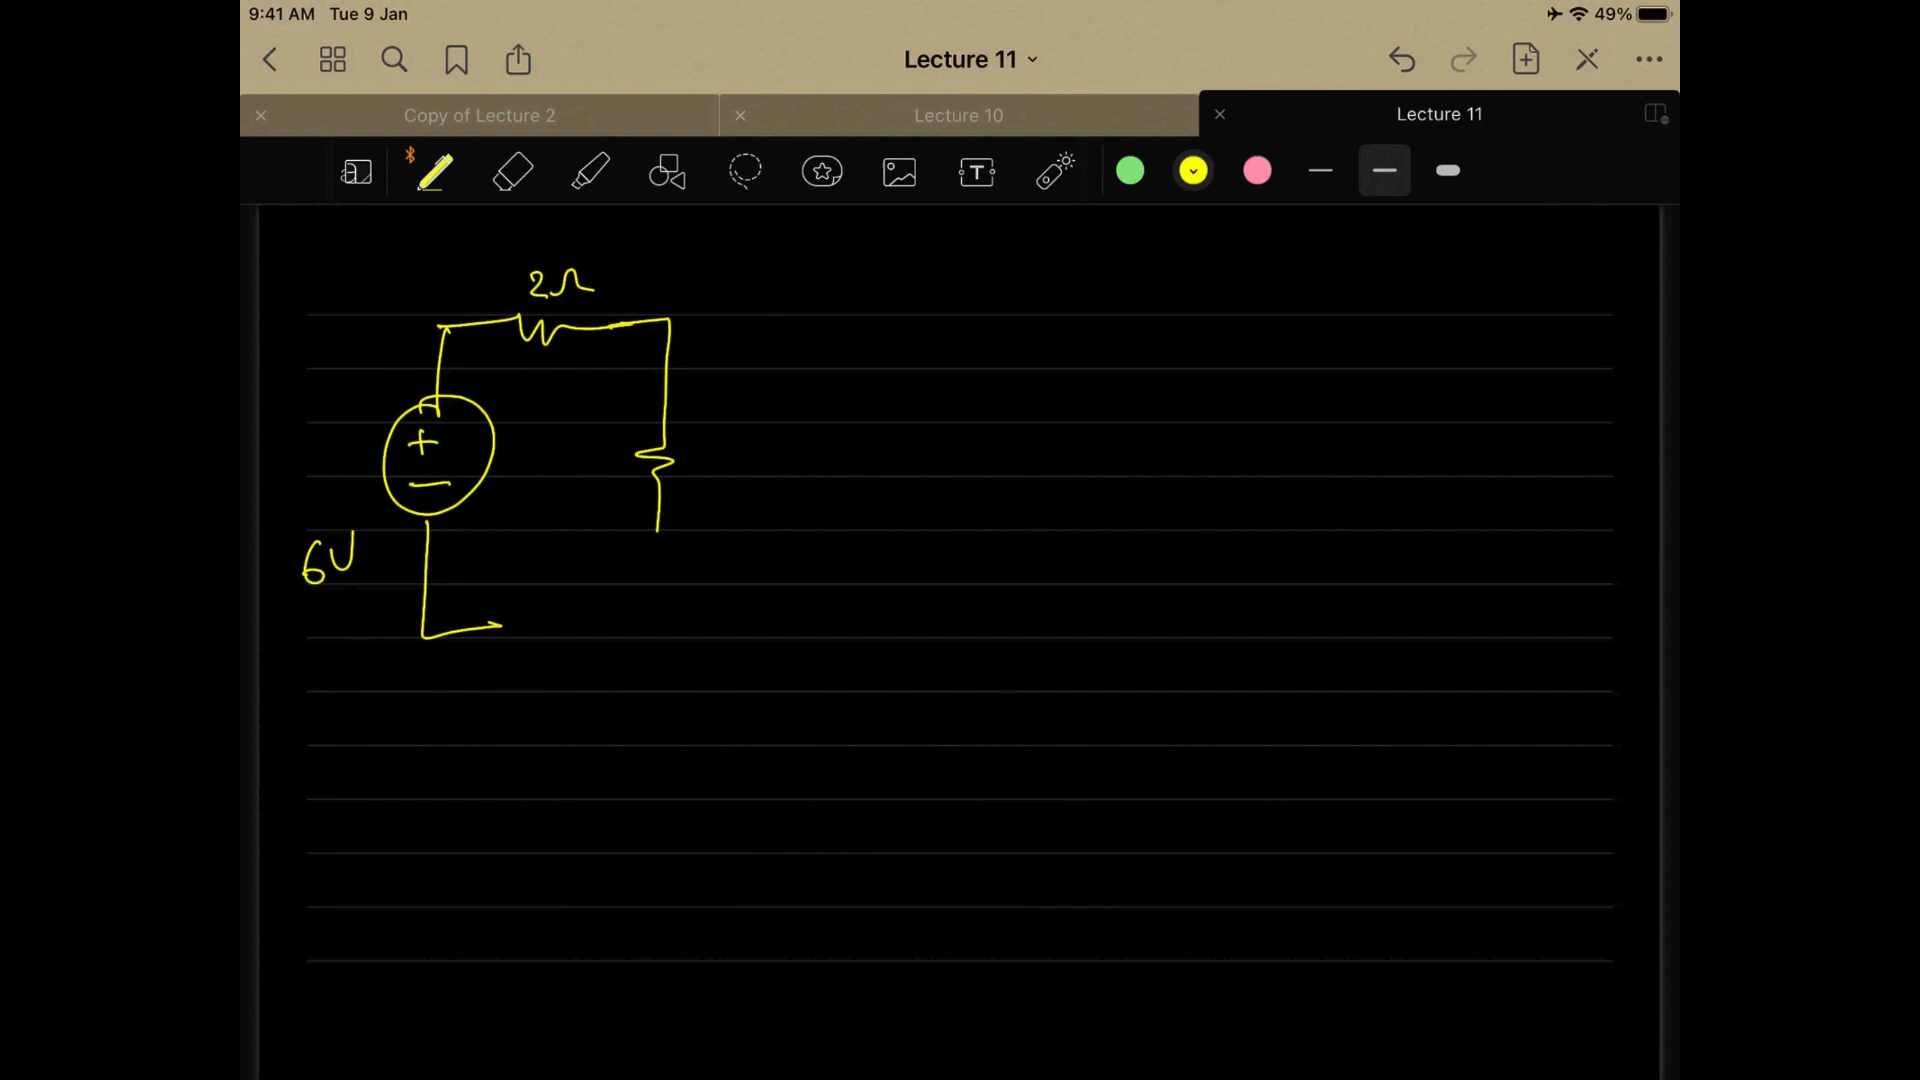 9:41 AM Tue 9 Jan
49%
Lecture 11
Copy of Lecture 2
Lecture 10
Lecture 11
T
2Ω
+
−
6V